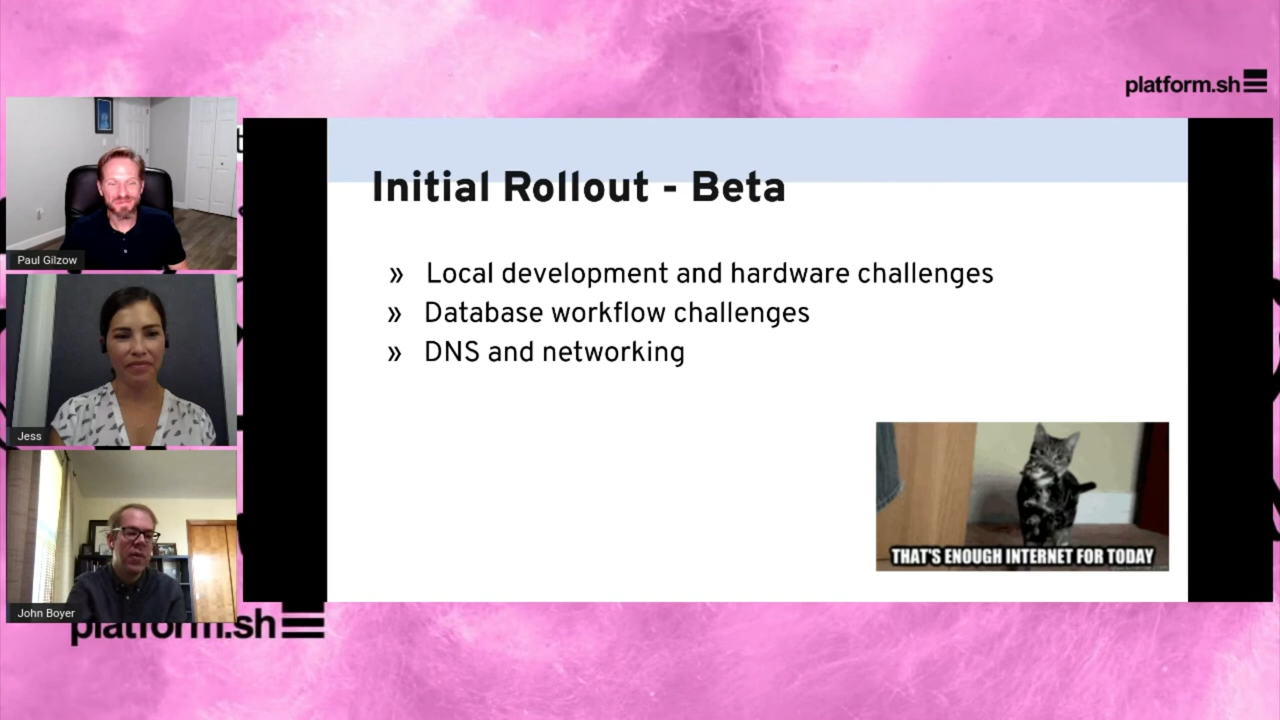 platform.sh
Paul Gilzow
Jess
John Boyer
Initial Rollout - Beta
» Local development and hardware challenges
» Database workflow challenges
» DNS and networking
THAT'S ENOUGH INTERNET FOR TODAY
platform.sh